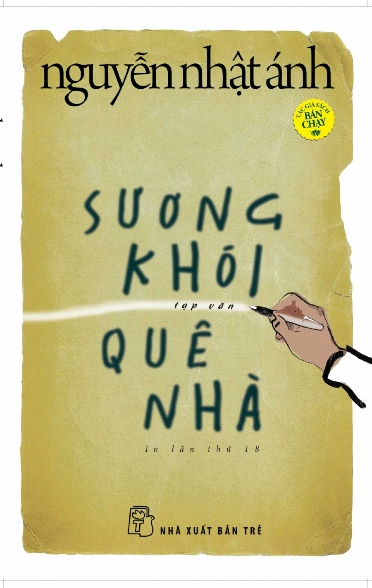 nguyễn nhật ánh
TÁC GIẢ SÁCH
BÁN
CHẠY
SƯƠNG
KHÓI
tạp văn
QUÊ
NHÀ
In lần thứ 18
NHÀ XUẤT BẢN TRẺ